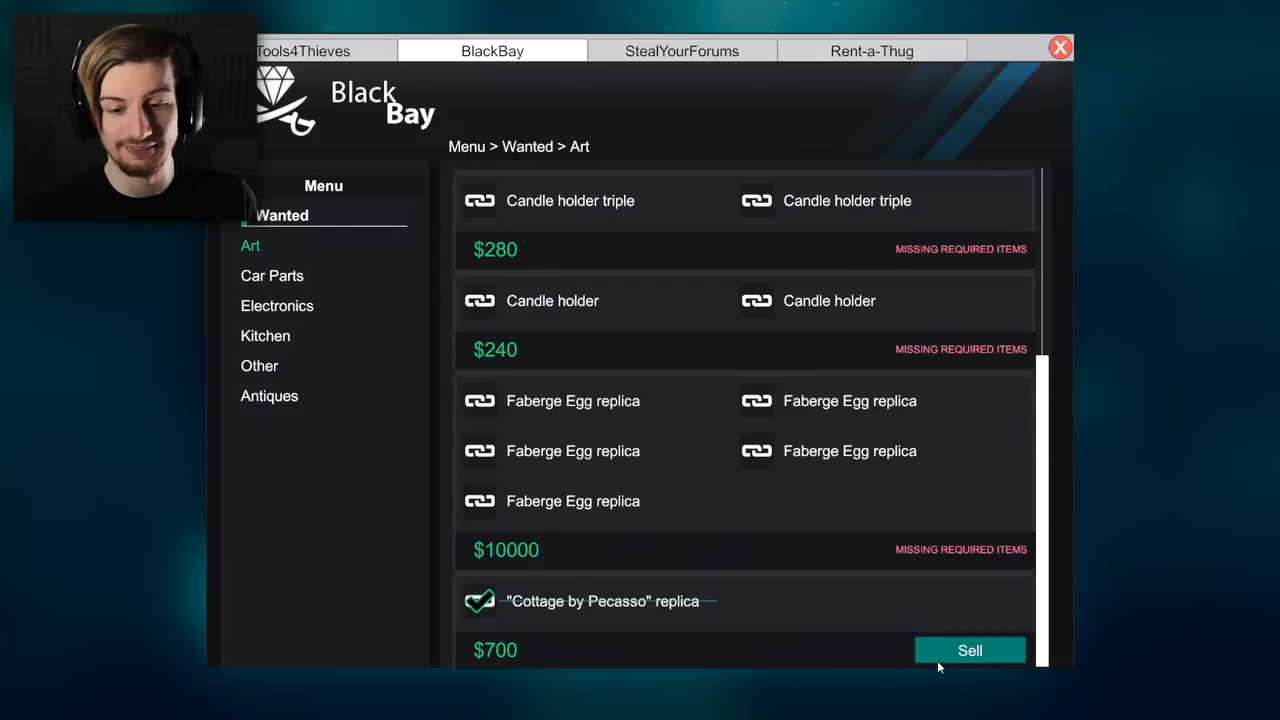 Tools4Thieves BlackBay StealYourForums Rent-a-Thug X
Black
Bay
Menu > Wanted > Art
Menu
Wanted
Art
Car Parts
Electronics
Kitchen
Other
Antiques
Candle holder triple Candle holder triple
$280 MISSING REQUIRED ITEMS
Candle holder Candle holder
$240 MISSING REQUIRED ITEMS
Faberge Egg replica Faberge Egg replica
Faberge Egg replica Faberge Egg replica
Faberge Egg replica
$10000 MISSING REQUIRED ITEMS
"Cottage by Pecasso" replica
$700 Sell